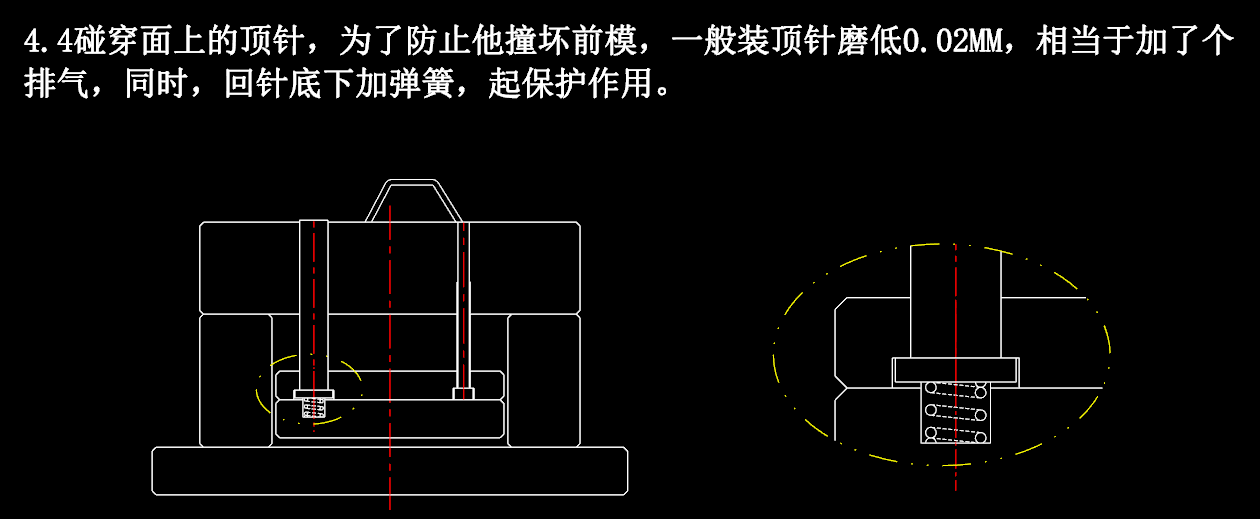 4.4碰穿面上的顶针，为了防止他撞坏前模，一般装顶针磨低0.02MM，相当于加了个
排气，同时，回针底下加弹簧，起保护作用。